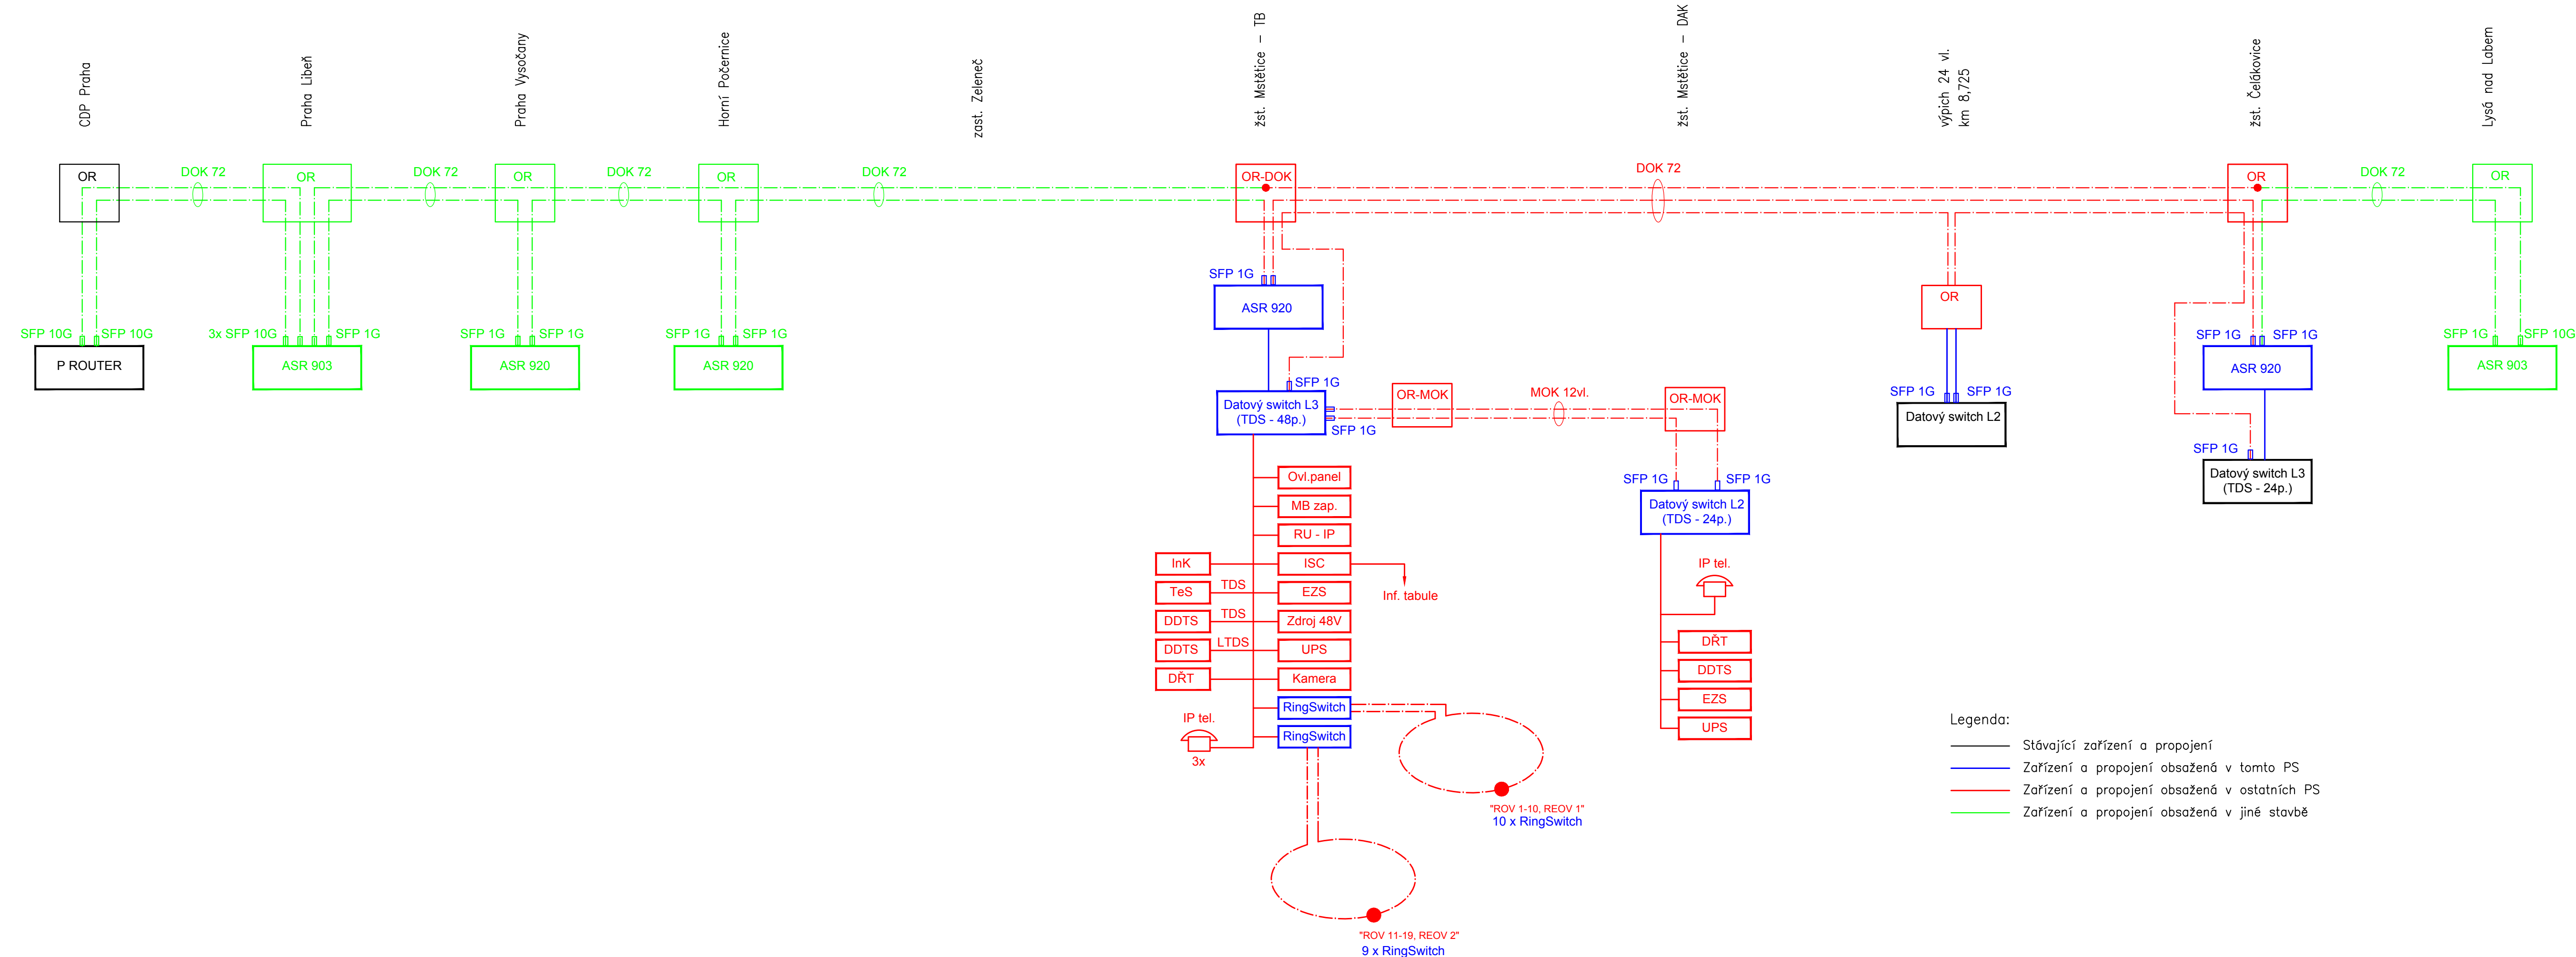 CDP Praha
Praha Libeň
Praha Vysočany
Horní Počernice
zast. Zeleneč
žst. Mstětice – TB
žst. Mstětice – DAK
výpich 24 vl.
km 8,725
žst. Čelákovice
Lysá nad Labem
OR
DOK 72
OR
DOK 72
OR
DOK 72
OR
DOK 72
OR-DOK
DOK 72
OR
DOK 72
OR
SFP 10G
SFP 10G
P ROUTER
3x SFP 10G
SFP 1G
ASR 903
SFP 1G
SFP 1G
ASR 920
SFP 1G
SFP 1G
ASR 920
SFP 1G
ASR 920
SFP 1G
Datový switch L3
(TDS - 48p.)
SFP 1G
OR-MOK
MOK 12vl.
OR-MOK
SFP 1G
SFP 1G
Datový switch L2
(TDS - 24p.)
OR
SFP 1G
SFP 1G
Datový switch L2
SFP 1G
SFP 1G
ASR 920
SFP 1G
Datový switch L3
(TDS - 24p.)
SFP 1G
SFP 10G
ASR 903
Ovl.panel
MB zap.
RU - IP
InK
ISC
Inf. tabule
TeS
TDS
EZS
DDTS
TDS
Zdroj 48V
DDTS
LTDS
UPS
DŘT
Kamera
RingSwitch
IP tel.
3x
RingSwitch
"ROV 1-10, REOV 1"
10 x RingSwitch
"ROV 11-19, REOV 2"
9 x RingSwitch
IP tel.
DŘT
DDTS
EZS
UPS
Legenda:
Stávající zařízení a propojení
Zařízení a propojení obsažená v tomto PS
Zařízení a propojení obsažená v ostatních PS
Zařízení a propojení obsažená v jiné stavbě